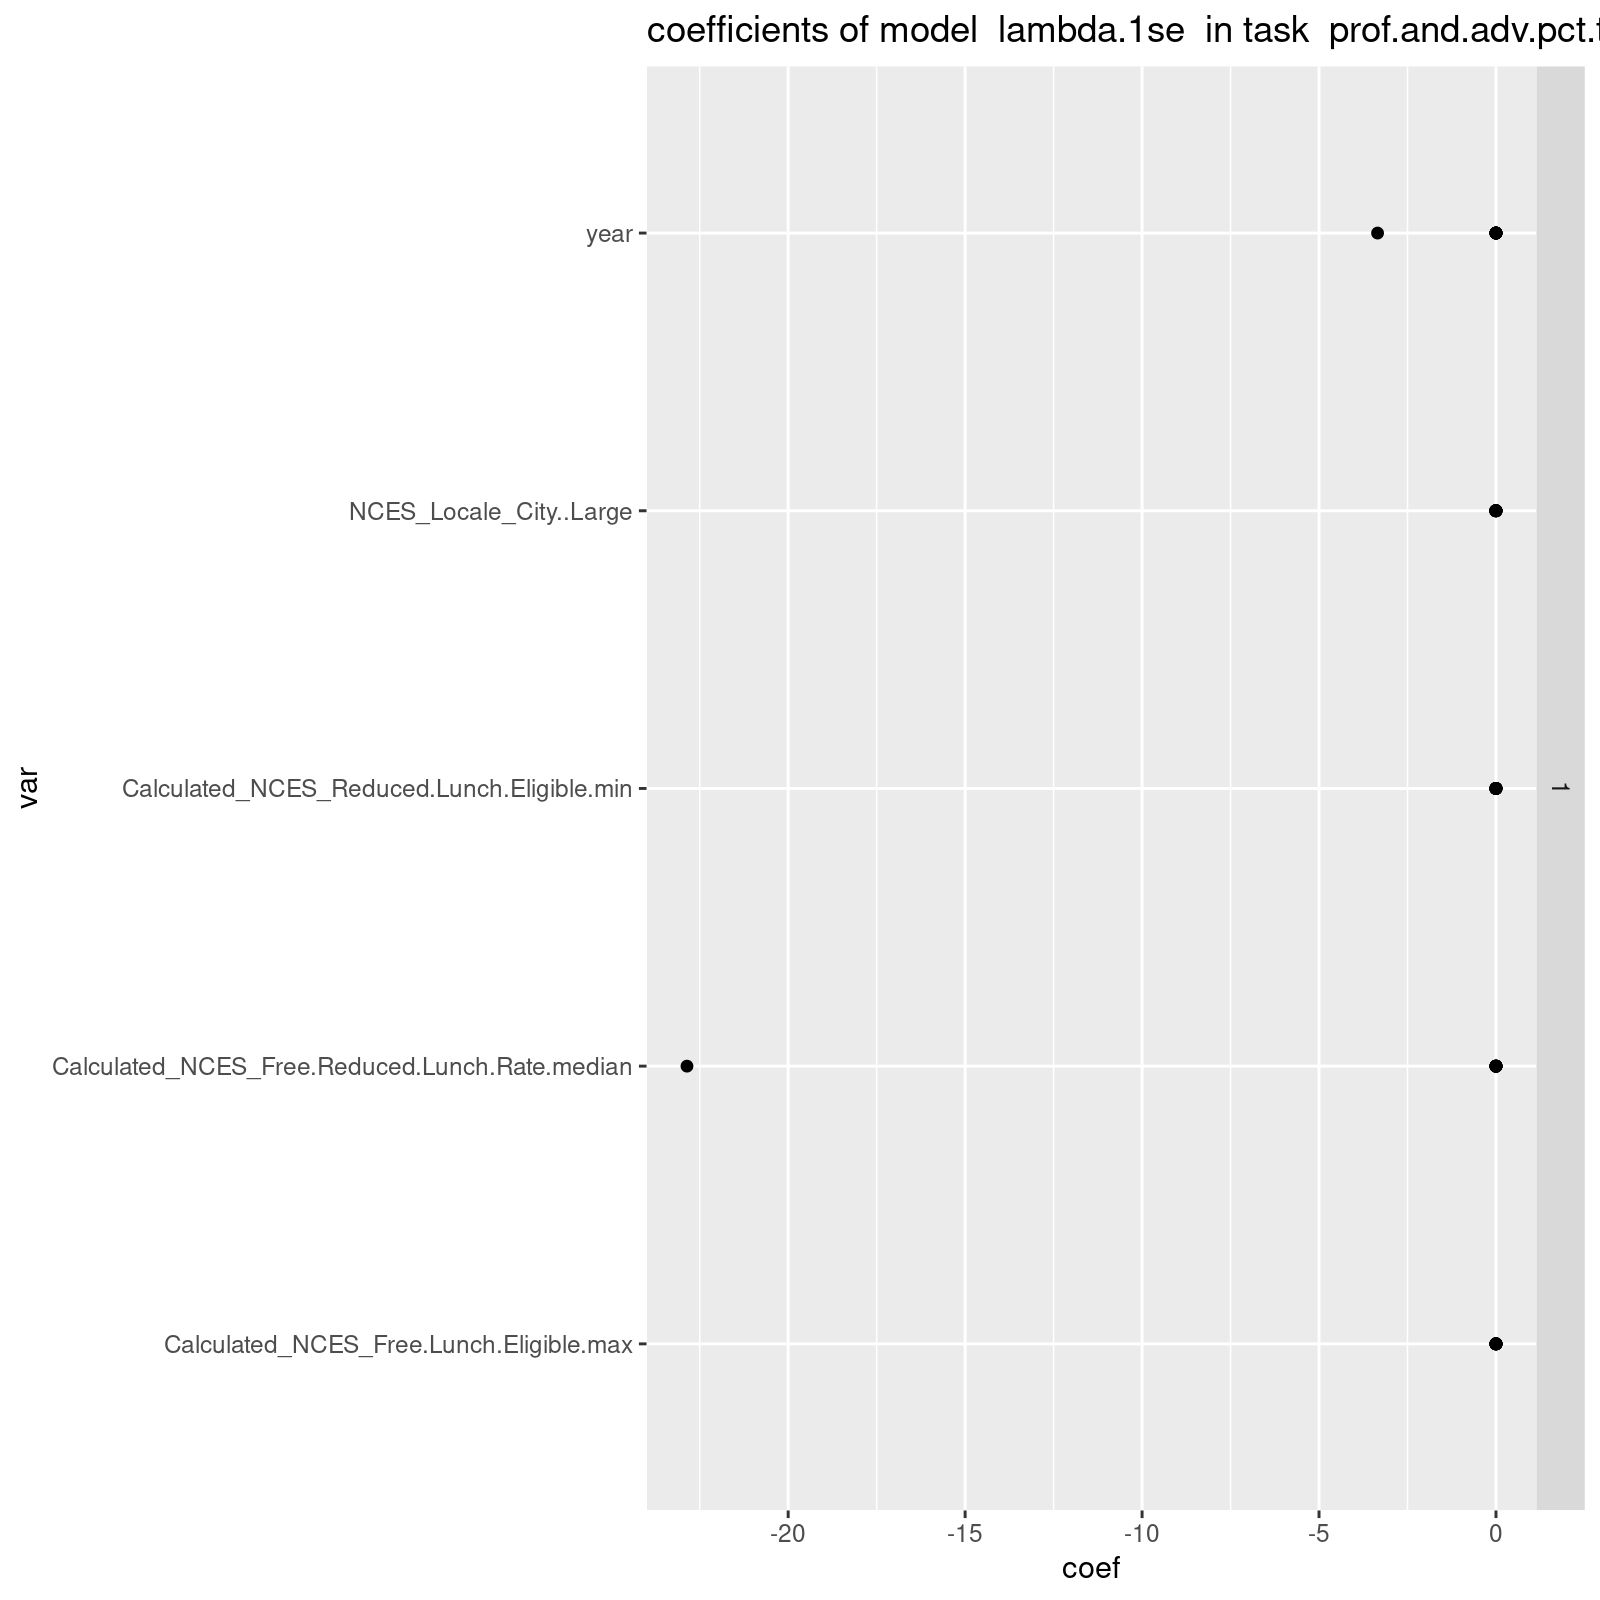 coefficients of model  lambda.1se  in task  prof.and.adv.pct.t
year
NCES_Locale_City..Large
Calculated_NCES_Reduced.Lunch.Eligible.min
Calculated_NCES_Free.Reduced.Lunch.Rate.median
Calculated_NCES_Free.Lunch.Eligible.max
var
1
-20
-15
-10
-5
0
coef